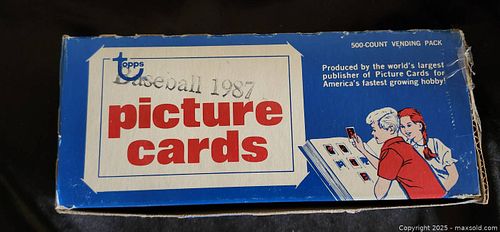 500-COUNT VENDING PACK
topps
Baseball 1987
picture
cards
Produced by the world's largest
publisher of Picture Cards for
America's fastest growing hobby!
Copyright © 2025 - maxsold.com